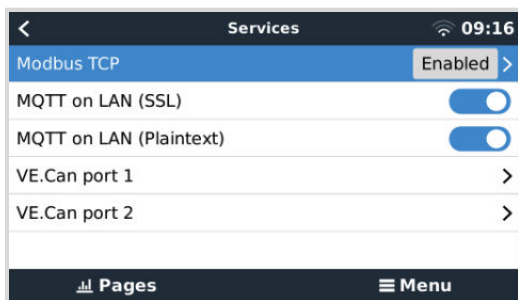 Services 09:16
Modbus TCP Enabled
MQTT on LAN (SSL)
MQTT on LAN (Plaintext)
VE.Can port 1
VE.Can port 2
Pages Menu